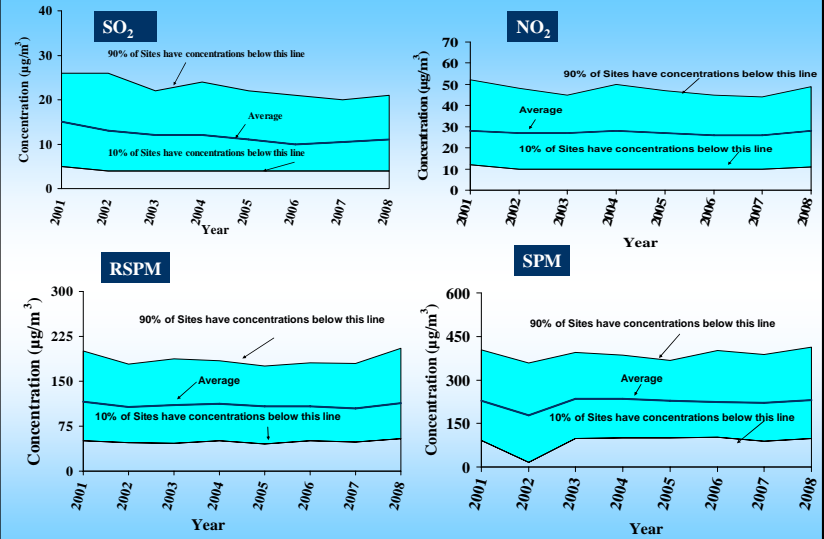 SO2
Concentration (µg/m3)
40
30
20
10
0
90% of Sites have concentrations below this line
Average
10% of Sites have concentrations below this line
2001
2002
2003
2004
2005
2006
2007
2008
Year
NO2
Concentration (µg/m3)
70
60
50
40
30
20
10
0
90% of Sites have concentrations below this line
Average
10% of Sites have concentrations below this line
2001
2002
2003
2004
2005
2006
2007
2008
Year
RSPM
Concentration (µg/m3)
300
225
150
75
0
90% of Sites have concentrations below this line
Average
10% of Sites have concentrations below this line
2001
2002
2003
2004
2005
2006
2007
2008
Year
SPM
Concentration (µg/m3)
600
450
300
150
0
90% of Sites have concentrations below this line
Average
10% of Sites have concentrations below this line
2001
2002
2003
2004
2005
2006
2007
2008
Year